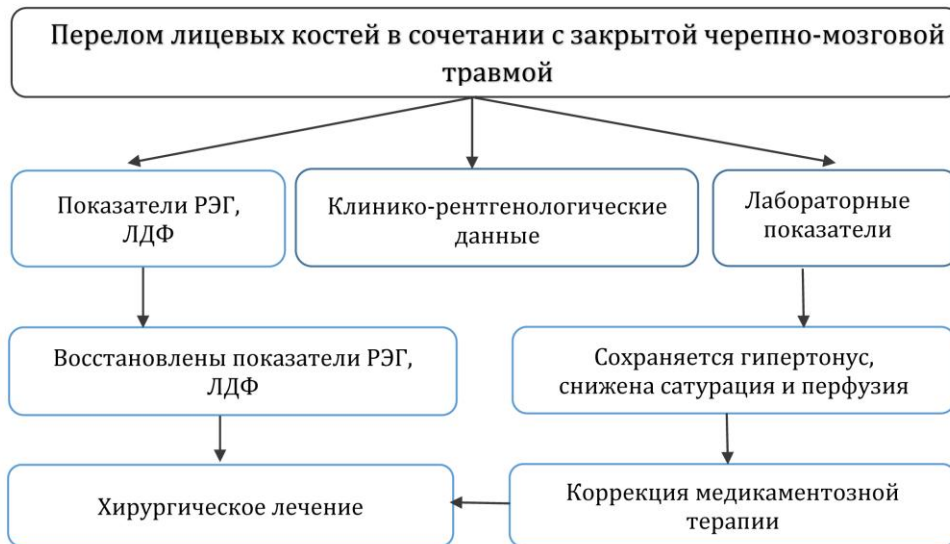 Перелом лицевых костей в сочетании с закрытой черепно-мозговой
травмой
Показатели РЭГ,
ЛДФ
Клинико-рентгенологические
данные
Лабораторные
показатели
Восстановлены показатели РЭГ,
ЛДФ
Сохраняется гипертонус,
снижена сатурация и перфузия
Хирургическое лечение
Коррекция медикаментозной
терапии